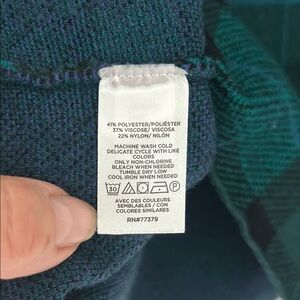 41% POLYESTER/POLIÉSTER
37% VISCOSE/ VISCOSA
22% NYLON/ NILÓN
MACHINE WASH COLD
DELICATE CYCLE WITH LIKE
COLORS
ONLY NON-CHLORINE
BLEACH WHEN NEEDED
TUMBLE DRY LOW
COOL IRON WHEN NEEDED
30 P
AVEC DES COULEURS
SEMBLABLES / CON
COLORES SIMILARES
RN#77379